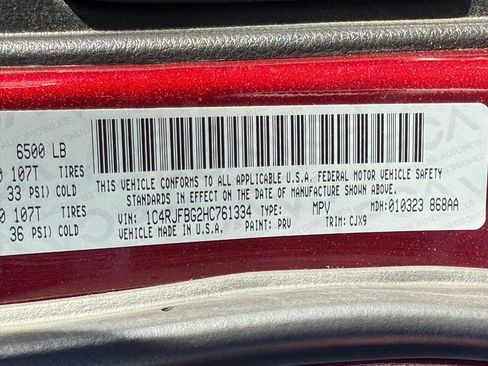 6500 LB
107T TIRES
33 PSI) COLD
107T TIRES
36 PSI) COLD
THIS VEHICLE CONFORMS TO ALL APPLICABLE U.S.A. FEDERAL MOTOR VEHICLE SAFETY
STANDARDS IN EFFECT ON THE DATE OF MANUFACTURE SHOWN ABOVE.
VIN: 1C4RJFBG2HC761334 TYPE: MPV MDH: 010323 868AA
VEHICLE MADE IN U.S.A. PAINT: PRV TRIM: CJX9